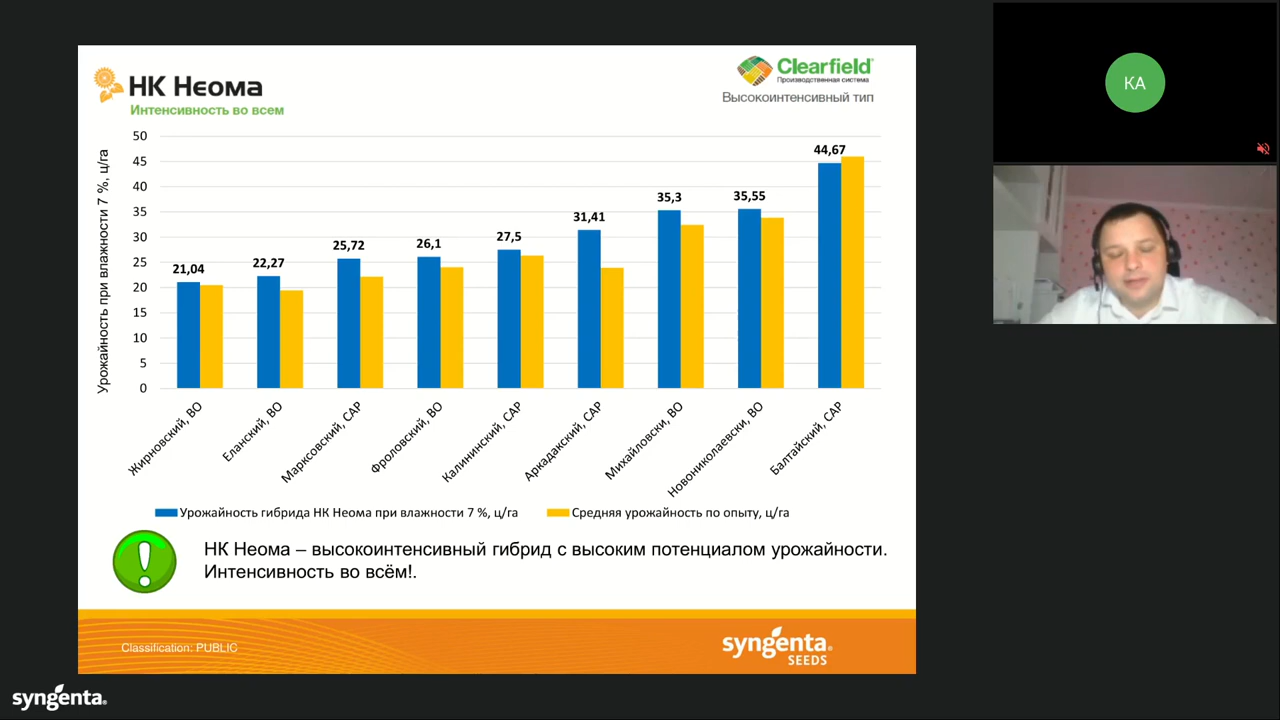 НК Неома
Интенсивность во всем
Clearfield®
Производственная система
Высокоинтенсивный тип
Урожайность при влажности 7 %, ц/га
50
45
40
35
30
25
20
15
10
5
0
21,04
22,27
25,72
26,1
27,5
31,41
35,3
35,55
44,67
Жирновский, ВО
Еланский, ВО
Марксовский, САР
Фроловский, ВО
Калининский, САР
Аркадакский, САР
Михайловски, ВО
Новониколаевски, ВО
Балтайский, САР
Урожайность гибрида НК Неома при влажности 7 %, ц/га
Средняя урожайность по опыту, ц/га
НК Неома – высокоинтенсивный гибрид с высоким потенциалом урожайности.
Интенсивность во всём!.
Classification: PUBLIC
syngenta®
SEEDS
syngenta®
КА